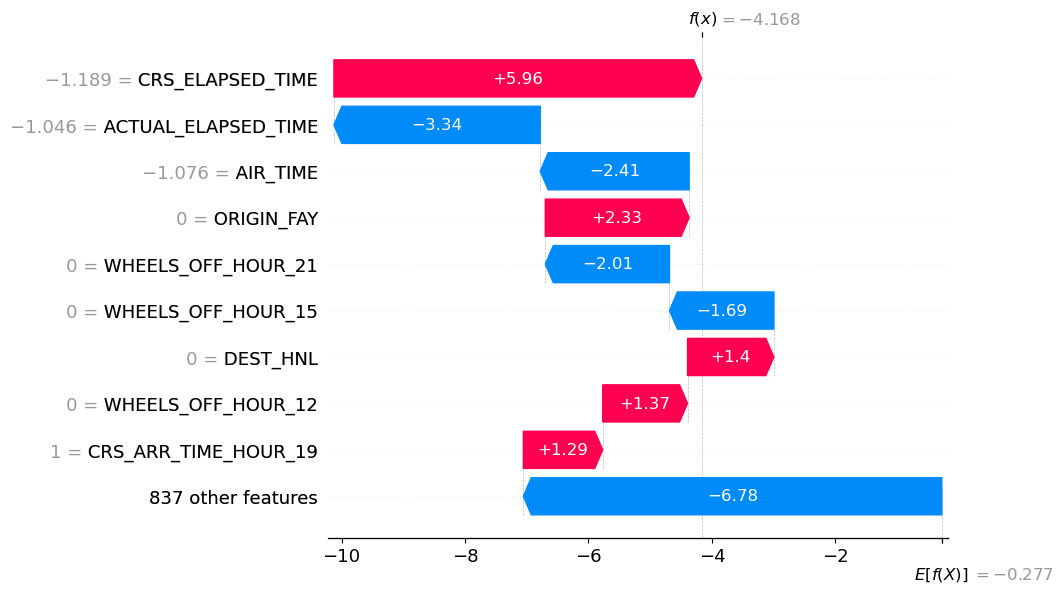 f(x) = −4.168
−1.189 = CRS_ELAPSED_TIME
+5.96
−1.046 = ACTUAL_ELAPSED_TIME
−3.34
−1.076 = AIR_TIME
−2.41
0 = ORIGIN_FAY
+2.33
0 = WHEELS_OFF_HOUR_21
−2.01
0 = WHEELS_OFF_HOUR_15
−1.69
0 = DEST_HNL
+1.4
0 = WHEELS_OFF_HOUR_12
+1.37
1 = CRS_ARR_TIME_HOUR_19
+1.29
837 other features
−6.78
−10 −8 −6 −4 −2
E[f(X)] = −0.277